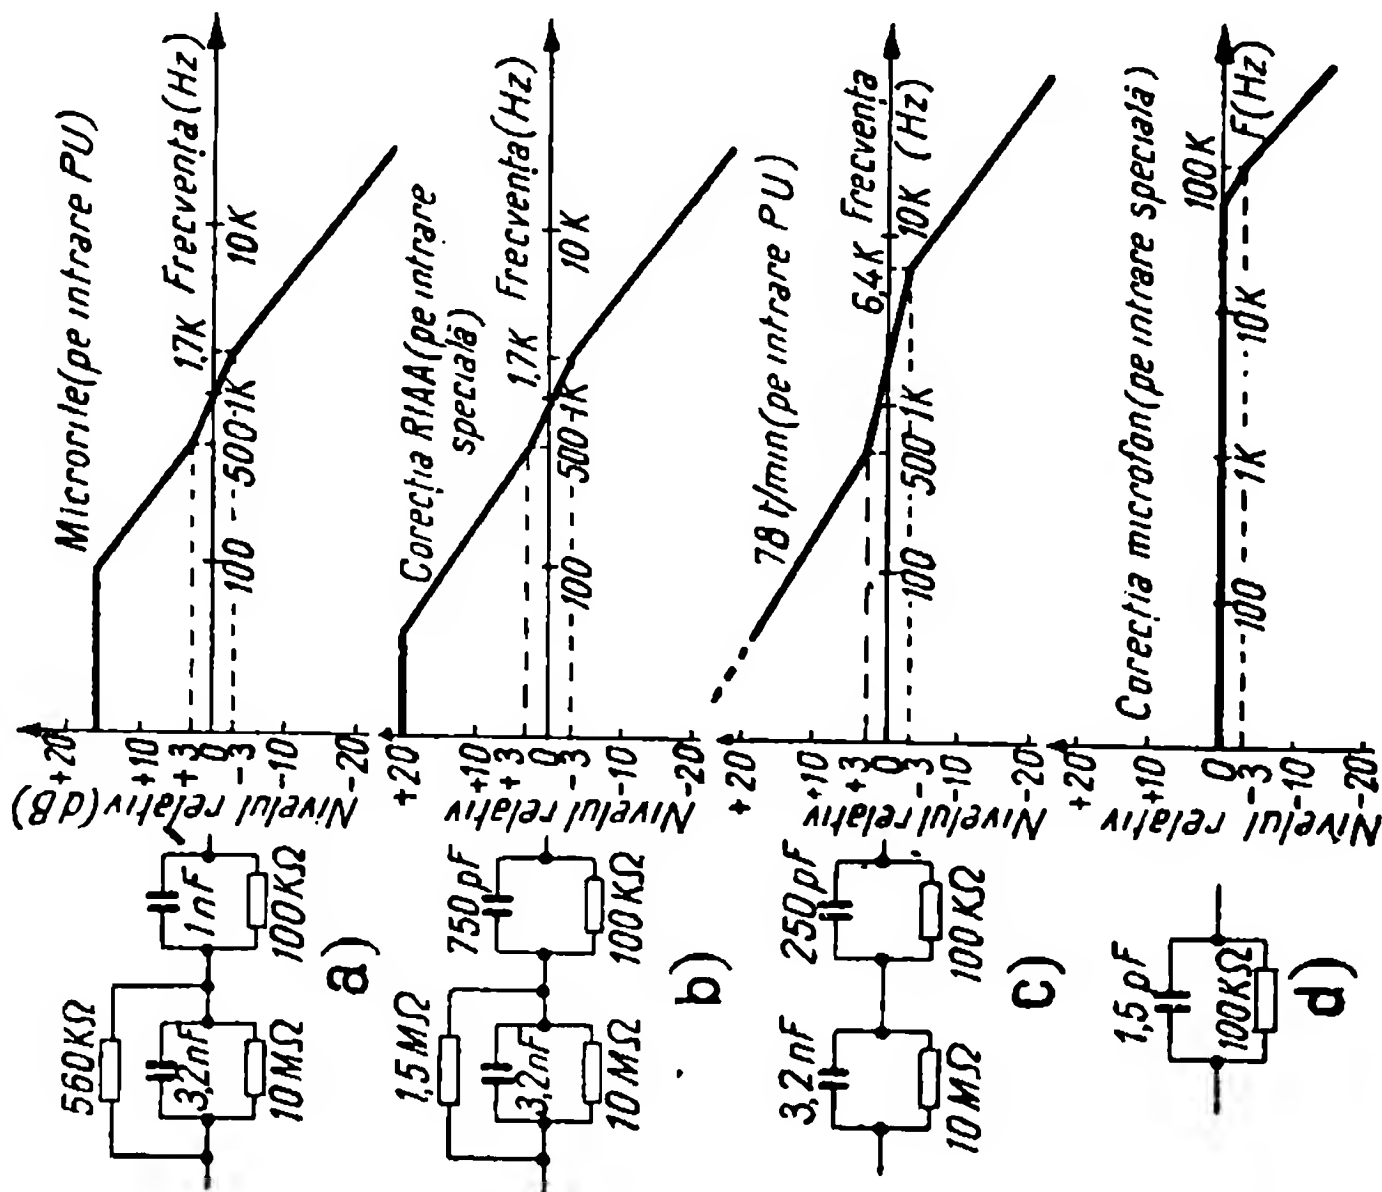 Microrile(pe intrare PU)
Nivelul relativ (dB)
+20
+10
+3
0
-3
-10
-20
100
500
1K
1,7K
10K
Frecvența(Hz)
560KΩ
3,2nF
10MΩ
1nF
100KΩ
a)
Corecția RIAA(pe intrare
specială)
Nivelul relativ
+20
+10
+3
0
-3
-10
-20
100
500
1K
1,7K
10K
Frecvența(Hz)
1,5MΩ
3,2nF
10MΩ
750pF
100KΩ
b)
78 t/min(pe intrare PU)
Nivelul relativ
+20
+10
+3
0
-3
-10
-20
100
500
1K
6,4K
10K
Frecvența
(Hz)
3,2nF
10MΩ
250pF
100KΩ
c)
Corecția microfon(pe intrare specială)
Nivelul relativ
+20
+10
0
-3
-10
-20
100
1K
10K
100K
F(Hz)
1,5pF
100KΩ
d)